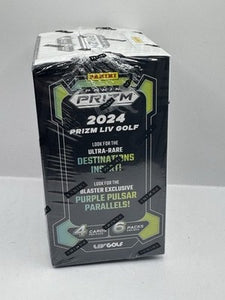 PANINI
PRIZM
2024
PRIZM LIV GOLF
LOOK FOR THE
ULTRA-RARE
DESTINATIONS
INSERT!
LOOK FOR THE
BLASTER EXCLUSIVE
PURPLE PULSAR
PARALLELS!
4 CARDS
6 PACKS
LIV GOLF